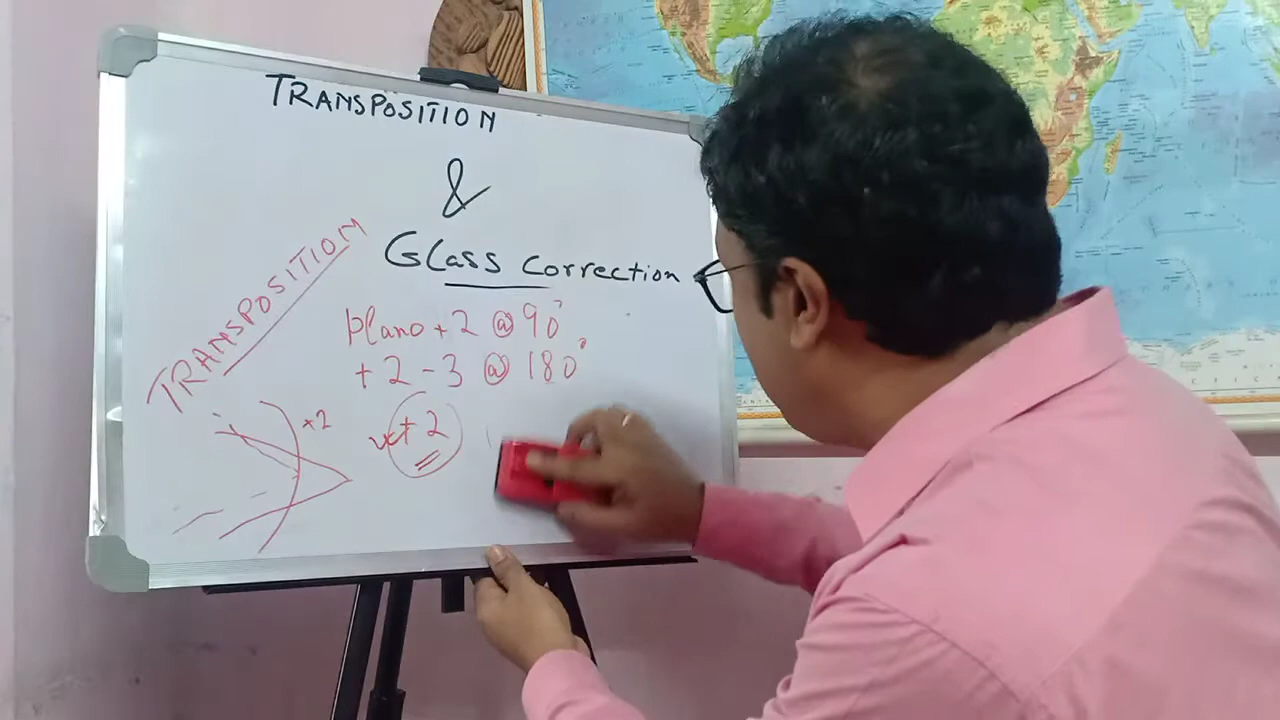 TRANSPOSITION
&
Glass Correction
TRANSPOSITION
plano + 2 @ 90°
+ 2 - 3 @ 180°
+2
+ 2